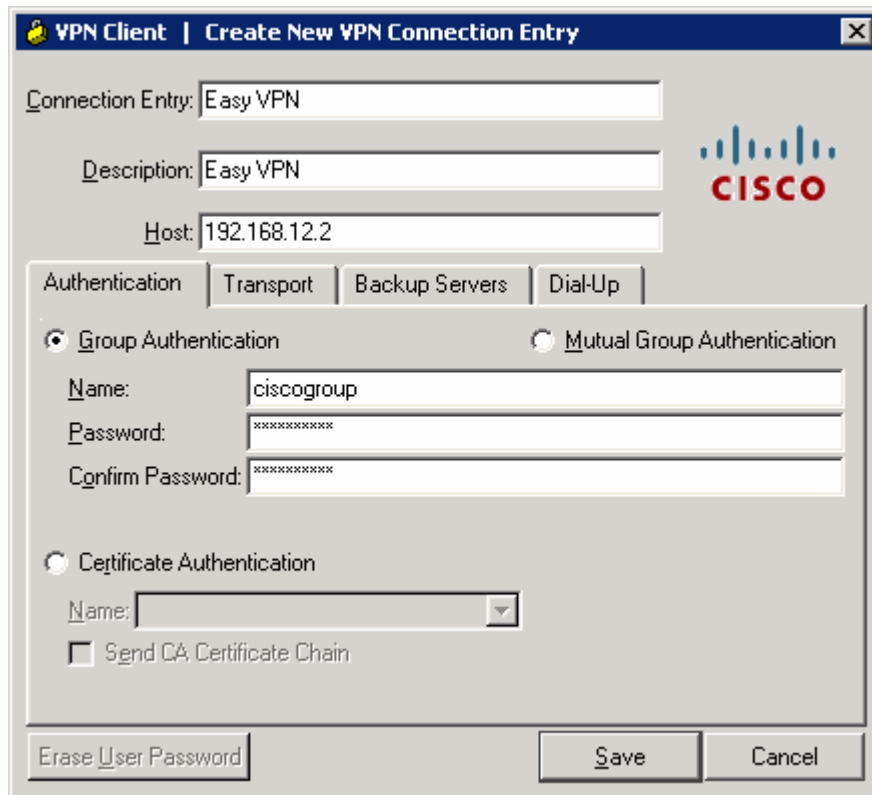 VPN Client | Create New VPN Connection Entry
Connection Entry: Easy VPN
Description: Easy VPN
CISCO
Host: 192.168.12.2
Authentication Transport Backup Servers Dial-Up
Group Authentication Mutual Group Authentication
Name: ciscogroup
Password: **********
Confirm Password: **********
Certificate Authentication
Name:
Send CA Certificate Chain
Erase User Password Save Cancel